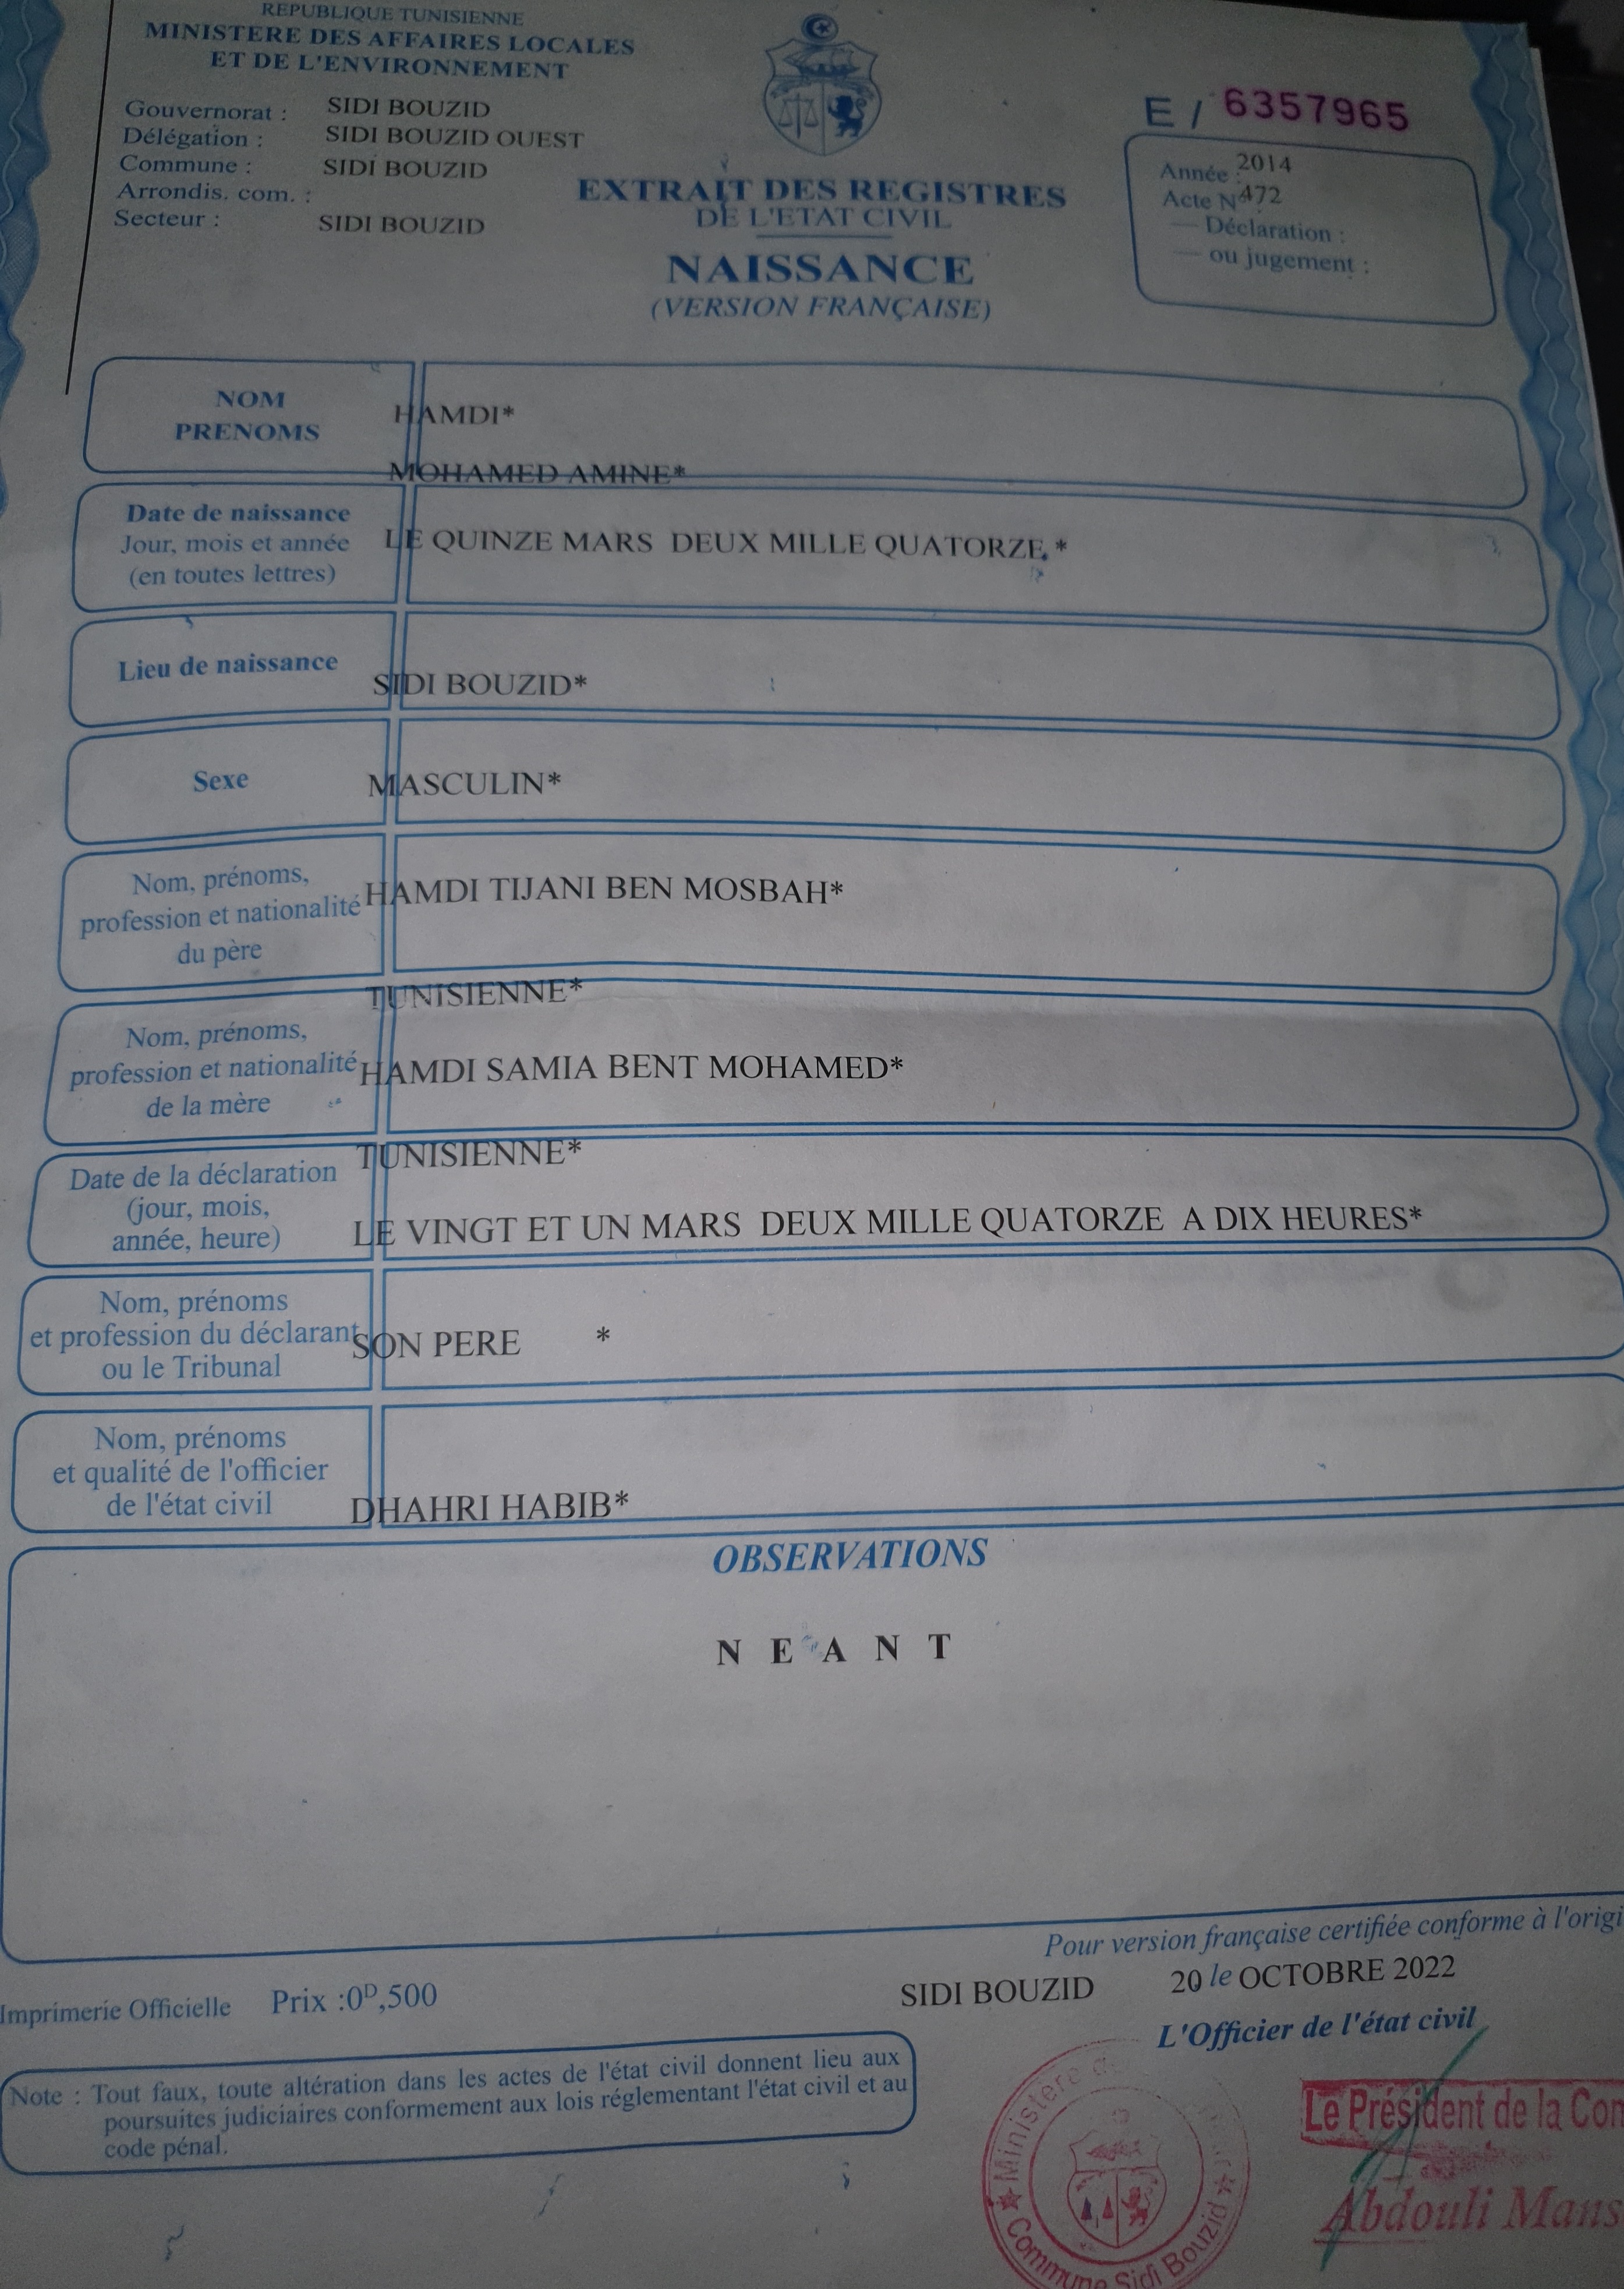 REPUBLIQUE TUNISIENNE
MINISTERE DES AFFAIRES LOCALES
ET DE L'ENVIRONNEMENT
Gouvernorat : SIDI BOUZID
Délégation : SIDI BOUZID OUEST
Commune : SIDI BOUZID
Arrondis. com. :
Secteur : SIDI BOUZID
E / 6357965
Année : 2014
Acte N° 472
— Déclaration :
— ou jugement :
EXTRAIT DES REGISTRES
DE L'ETAT CIVIL
NAISSANCE
(VERSION FRANÇAISE)
NOM
PRENOMS
HAMDI*
MOHAMED AMINE*
Date de naissance
Jour, mois et année
(en toutes lettres)
LE QUINZE MARS DEUX MILLE QUATORZE *
Lieu de naissance
SIDI BOUZID*
Sexe
MASCULIN*
Nom, prénoms,
profession et nationalité
du père
HAMDI TIJANI BEN MOSBAH*
TUNISIENNE*
Nom, prénoms,
profession et nationalité
de la mère
HAMDI SAMIA BENT MOHAMED*
TUNISIENNE*
Date de la déclaration
(jour, mois,
année, heure)
LE VINGT ET UN MARS DEUX MILLE QUATORZE A DIX HEURES*
Nom, prénoms
et profession du déclarant
ou le Tribunal
SON PERE *
Nom, prénoms
et qualité de l'officier
de l'état civil
DHAHRI HABIB*
OBSERVATIONS
N E A N T
Pour version française certifiée conforme à l'origi
SIDI BOUZID 20 le OCTOBRE 2022
L'Officier de l'état civil
Imprimerie Officielle Prix :0D,500
Note : Tout faux, toute altération dans les actes de l'état civil donnent lieu aux
poursuites judiciaires conformement aux lois réglementant l'état civil et au
code pénal.
Ministère
Commune Sidi Bouzid
Le Président de la Com
Abdouli Mans